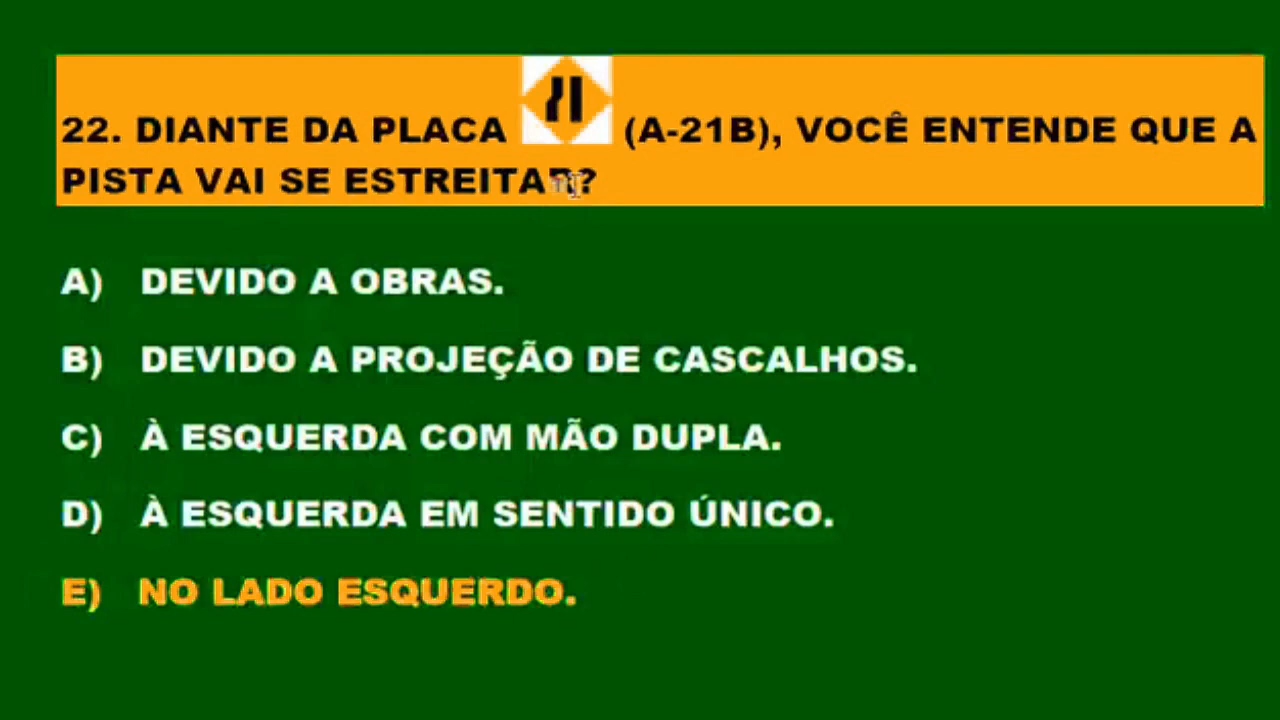 22. DIANTE DA PLACA (A-21B), VOCÊ ENTENDE QUE A
PISTA VAI SE ESTREITAR?
A) DEVIDO A OBRAS.
B) DEVIDO A PROJEÇÃO DE CASCALHOS.
C) À ESQUERDA COM MÃO DUPLA.
D) À ESQUERDA EM SENTIDO ÚNICO.
E) NO LADO ESQUERDO.